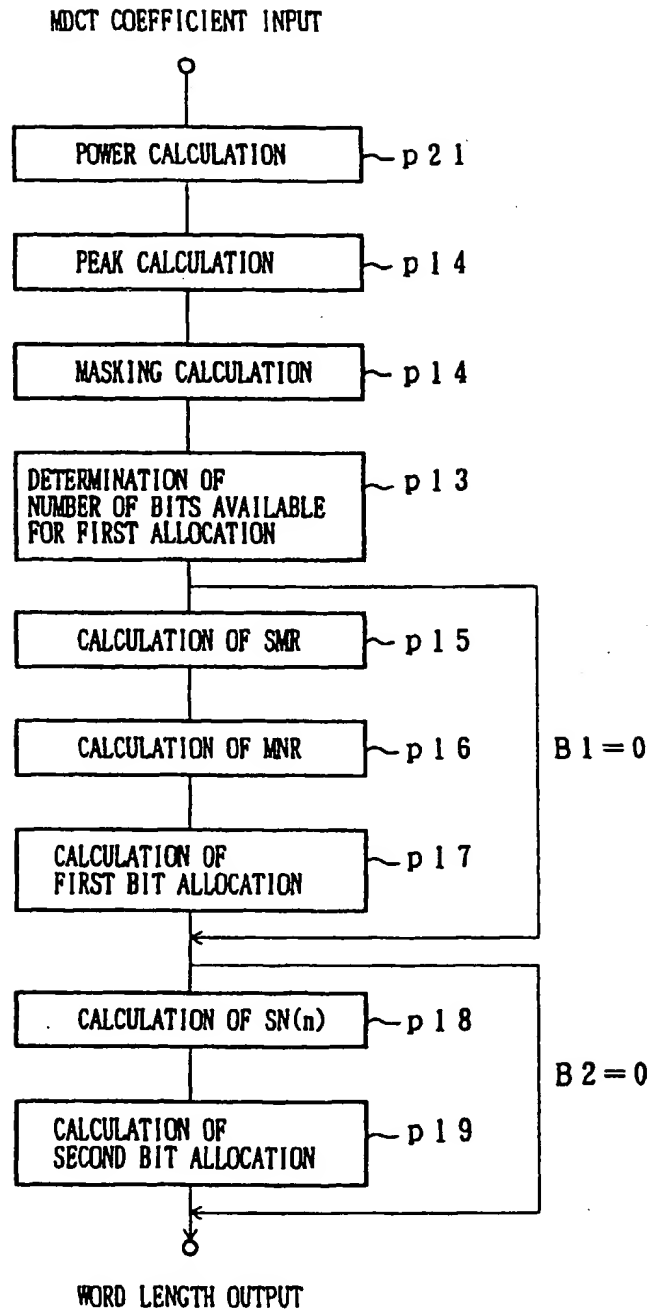 MDCT COEFFICIENT INPUT
POWER CALCULATION
p21
PEAK CALCULATION
p14
MASKING CALCULATION
p14
DETERMINATION OF
NUMBER OF BITS AVAILABLE
FOR FIRST ALLOCATION
p13
CALCULATION OF SMR
p15
CALCULATION OF MNR
p16
B1=0
CALCULATION OF
FIRST BIT ALLOCATION
p17
CALCULATION OF SN(n)
p18
B2=0
CALCULATION OF
SECOND BIT ALLOCATION
p19
WORD LENGTH OUTPUT